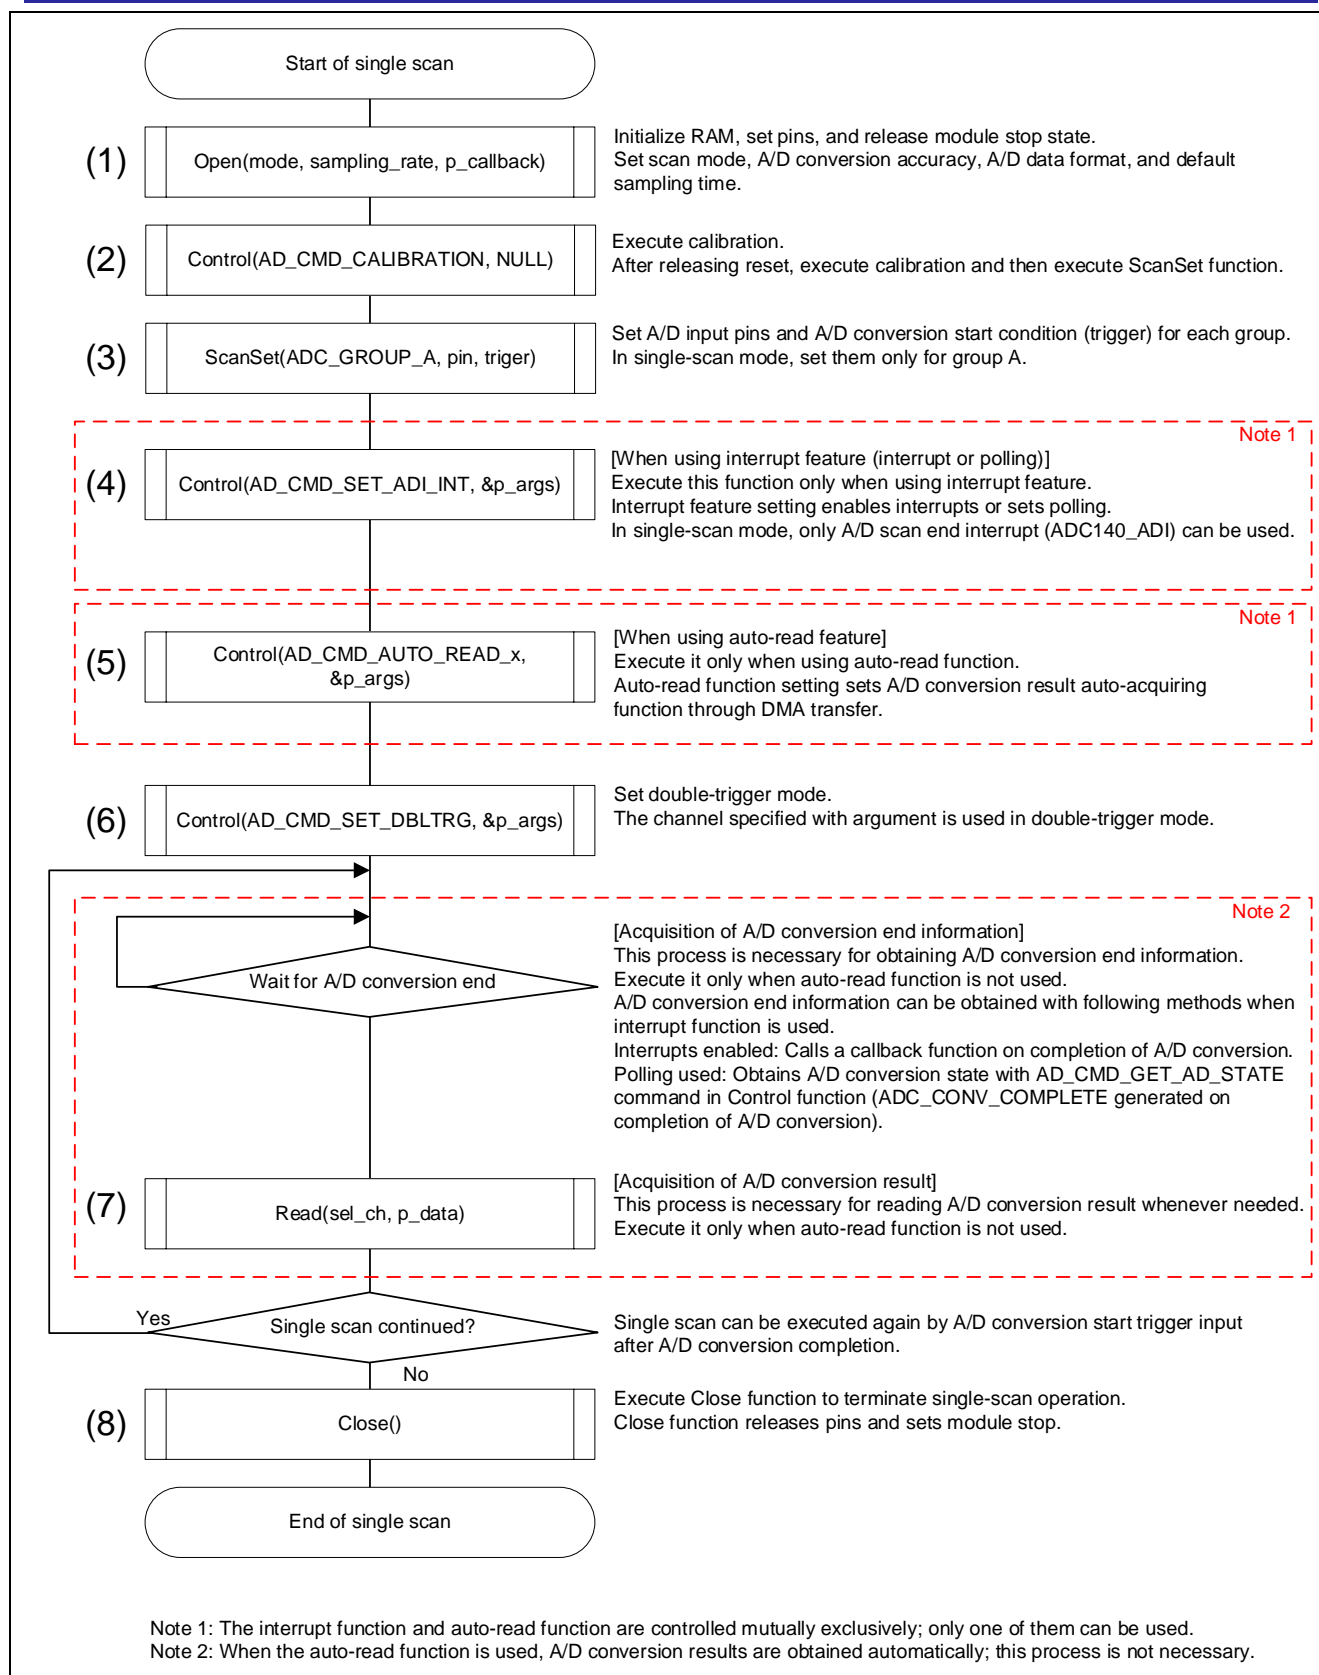 Start of single scan
(1)
Open(mode, sampling_rate, p_callback)
Initialize RAM, set pins, and release module stop state.
Set scan mode, A/D conversion accuracy, A/D data format, and default
sampling time.
(2)
Control(AD_CMD_CALIBRATION, NULL)
Execute calibration.
After releasing reset, execute calibration and then execute ScanSet function.
(3)
ScanSet(ADC_GROUP_A, pin, triger)
Set A/D input pins and A/D conversion start condition (trigger) for each group.
In single-scan mode, set them only for group A.
Note 1
(4)
Control(AD_CMD_SET_ADI_INT, &p_args)
[When using interrupt feature (interrupt or polling)]
Execute this function only when using interrupt feature.
Interrupt feature setting enables interrupts or sets polling.
In single-scan mode, only A/D scan end interrupt (ADC140_ADI) can be used.
Note 1
(5)
Control(AD_CMD_AUTO_READ_x,
&p_args)
[When using auto-read feature]
Execute it only when using auto-read function.
Auto-read function setting sets A/D conversion result auto-acquiring
function through DMA transfer.
(6)
Control(AD_CMD_SET_DBLTRG, &p_args)
Set double-trigger mode.
The channel specified with argument is used in double-trigger mode.
Note 2
Wait for A/D conversion end
[Acquisition of A/D conversion end information]
This process is necessary for obtaining A/D conversion end information.
Execute it only when auto-read function is not used.
A/D conversion end information can be obtained with following methods when
interrupt function is used.
Interrupts enabled: Calls a callback function on completion of A/D conversion.
Polling used: Obtains A/D conversion state with AD_CMD_GET_AD_STATE
command in Control function (ADC_CONV_COMPLETE generated on
completion of A/D conversion).
(7)
Read(sel_ch, p_data)
[Acquisition of A/D conversion result]
This process is necessary for reading A/D conversion result whenever needed.
Execute it only when auto-read function is not used.
Yes
Single scan continued?
Single scan can be executed again by A/D conversion start trigger input
after A/D conversion completion.
No
(8)
Close()
Execute Close function to terminate single-scan operation.
Close function releases pins and sets module stop.
End of single scan
Note 1: The interrupt function and auto-read function are controlled mutually exclusively; only one of them can be used.
Note 2: When the auto-read function is used, A/D conversion results are obtained automatically; this process is not necessary.